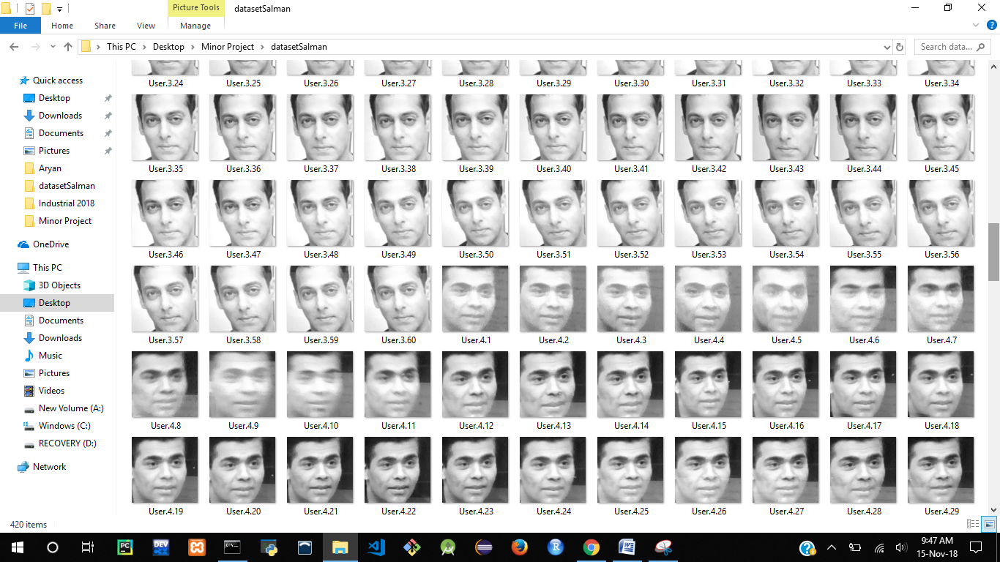 Picture Tools datasetSalman
File Home Share View Manage
This PC Desktop Minor Project datasetSalman Search data...
Quick access
Desktop
Downloads
Documents
Pictures
Aryan
datasetSalman
Industrial 2018
Minor Project
OneDrive
This PC
3D Objects
Desktop
Documents
Downloads
Music
Pictures
Videos
New Volume (A:)
Windows (C:)
RECOVERY (D:)
Network
User.3.24 User.3.25 User.3.26 User.3.27 User.3.28 User.3.29 User.3.30 User.3.31 User.3.32 User.3.33 User.3.34
User.3.35 User.3.36 User.3.37 User.3.38 User.3.39 User.3.40 User.3.41 User.3.42 User.3.43 User.3.44 User.3.45
User.3.46 User.3.47 User.3.48 User.3.49 User.3.50 User.3.51 User.3.52 User.3.53 User.3.54 User.3.55 User.3.56
User.3.57 User.3.58 User.3.59 User.3.60 User.4.1 User.4.2 User.4.3 User.4.4 User.4.5 User.4.6 User.4.7
User.4.8 User.4.9 User.4.10 User.4.11 User.4.12 User.4.13 User.4.14 User.4.15 User.4.16 User.4.17 User.4.18
User.4.19 User.4.20 User.4.21 User.4.22 User.4.23 User.4.24 User.4.25 User.4.26 User.4.27 User.4.28 User.4.29
420 items
PC DEV R W
9:47 AM
15-Nov-18